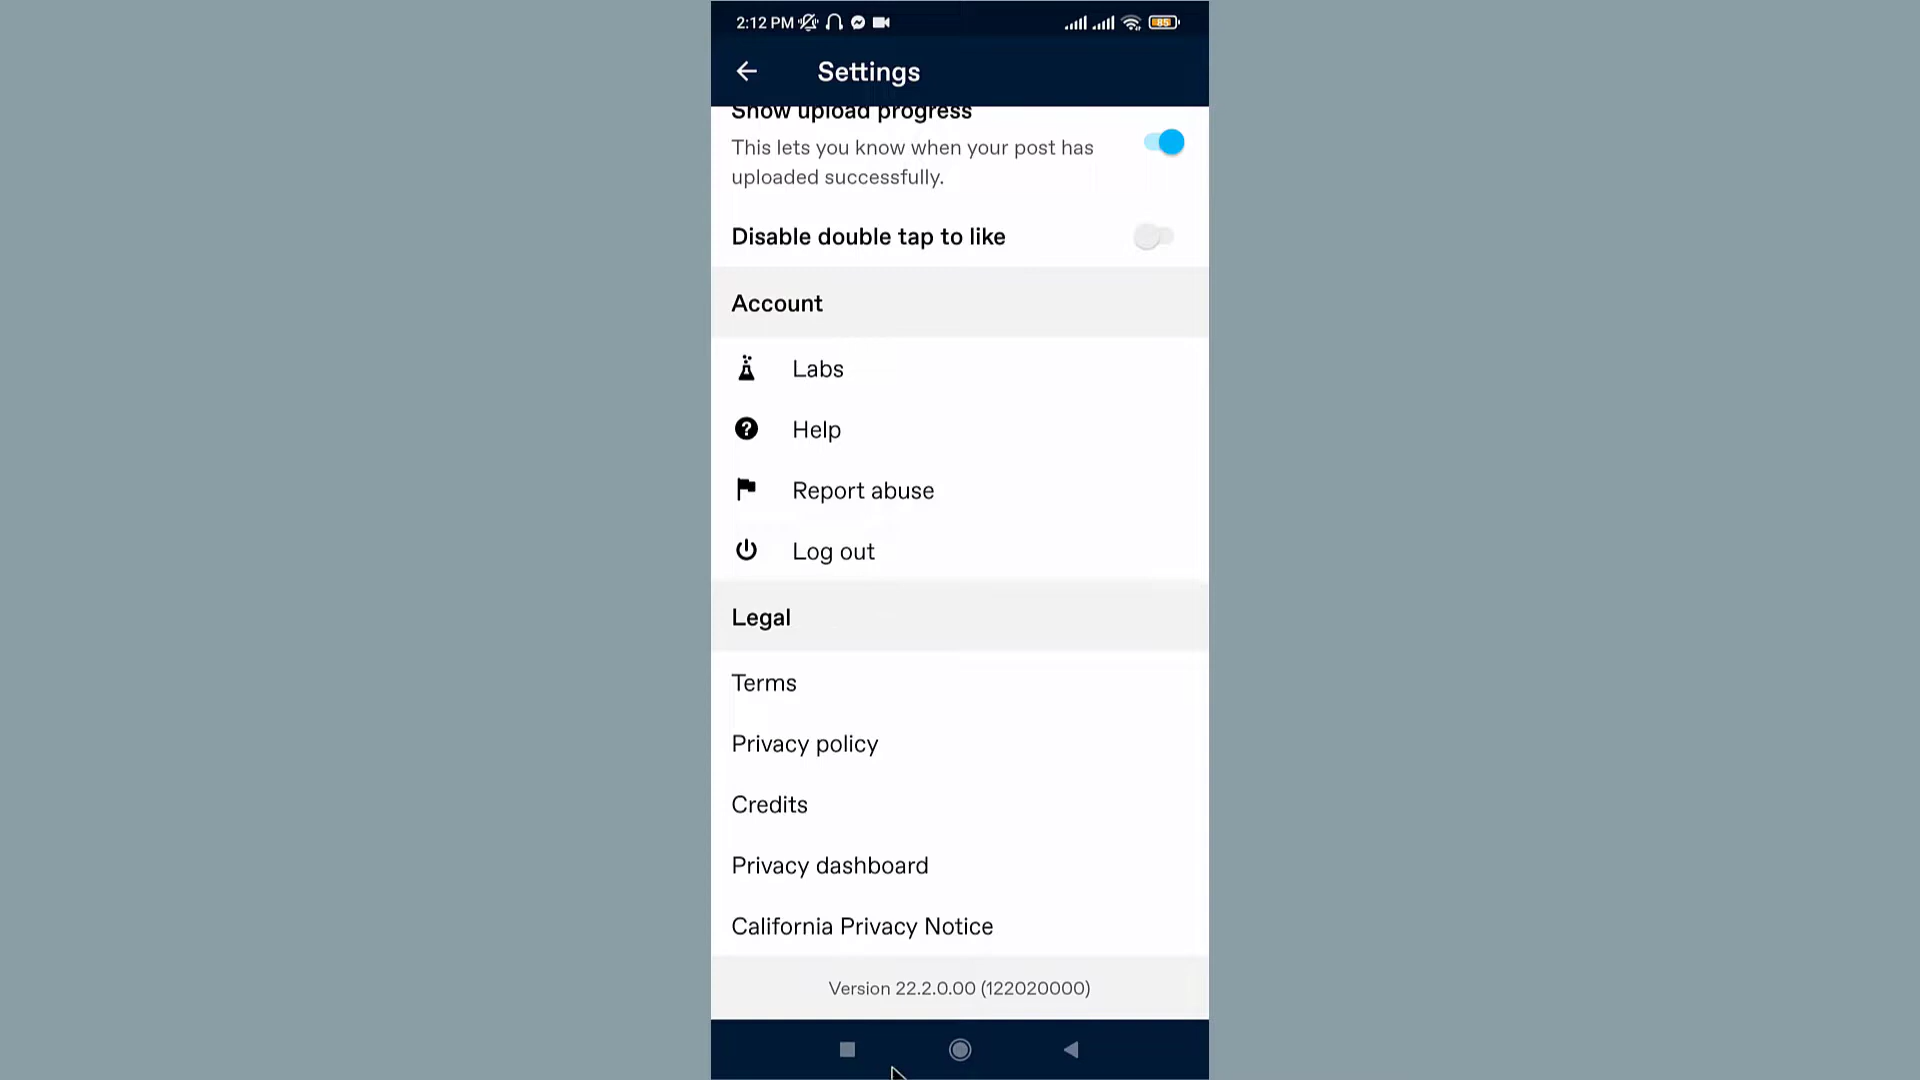 2:12 PM
85
Settings
Show upload progress
This lets you know when your post has
uploaded successfully.
Disable double tap to like
Account
Labs
Help
Report abuse
Log out
Legal
Terms
Privacy policy
Credits
Privacy dashboard
California Privacy Notice
Version 22.2.0.00 (122020000)